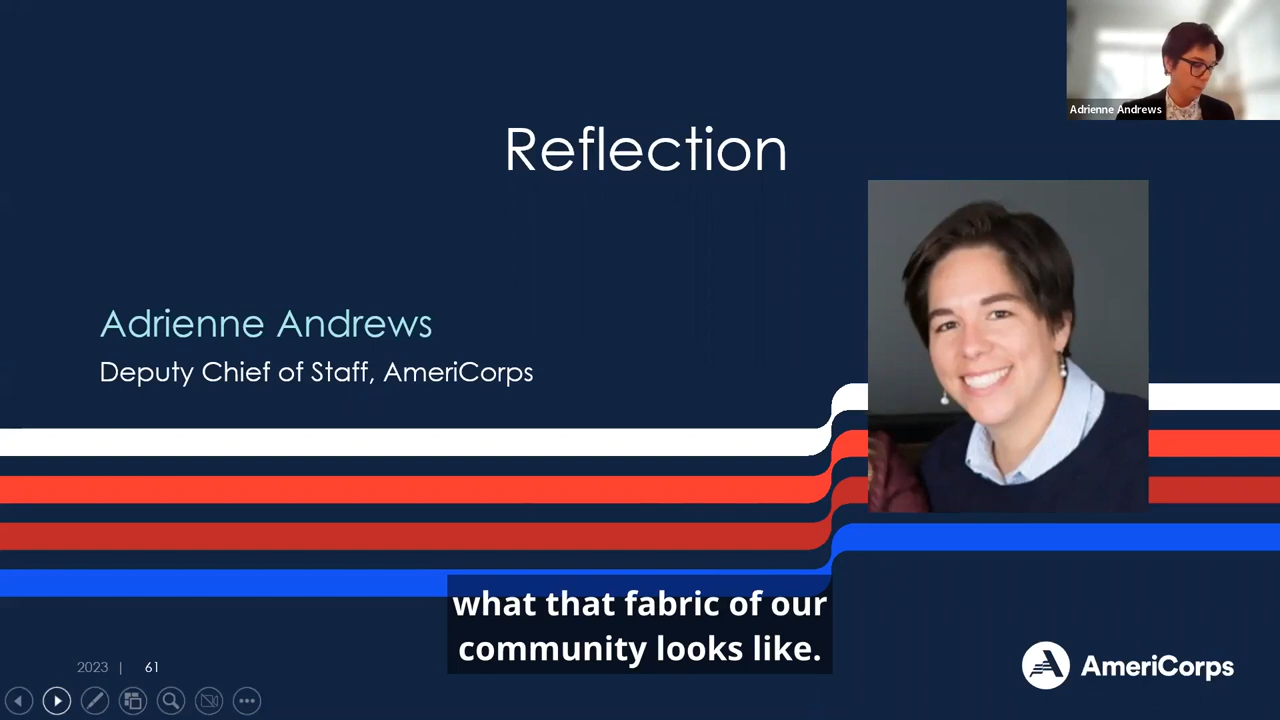 Adrienne Andrews
Reflection
Adrienne Andrews
Deputy Chief of Staff, AmeriCorps
what that fabric of our
community looks like.
2023 | 61
AmeriCorps